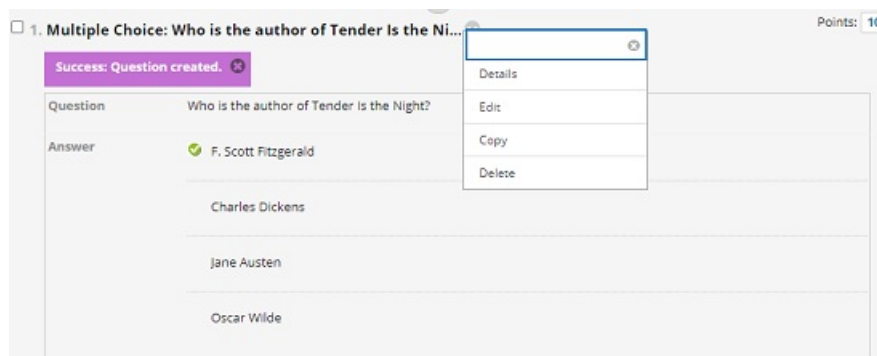 1. Multiple Choice: Who is the author of Tender Is the Ni...
Points: 10
Success: Question created.
Details
Question Who is the author of Tender Is the Night?
Edit
Answer
F. Scott Fitzgerald
Copy
Delete
Charles Dickens
Jane Austen
Oscar Wilde